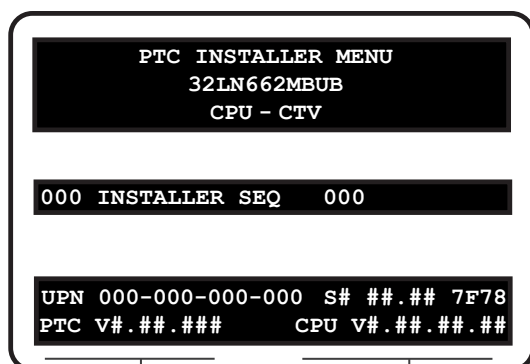 PTC INSTALLER MENU
32LN662MBUB
CPU – CTV
000 INSTALLER SEQ 000
UPN 000-000-000-000 S# ##.## 7F78
PTC V#.##.### CPU V#.##.##.##